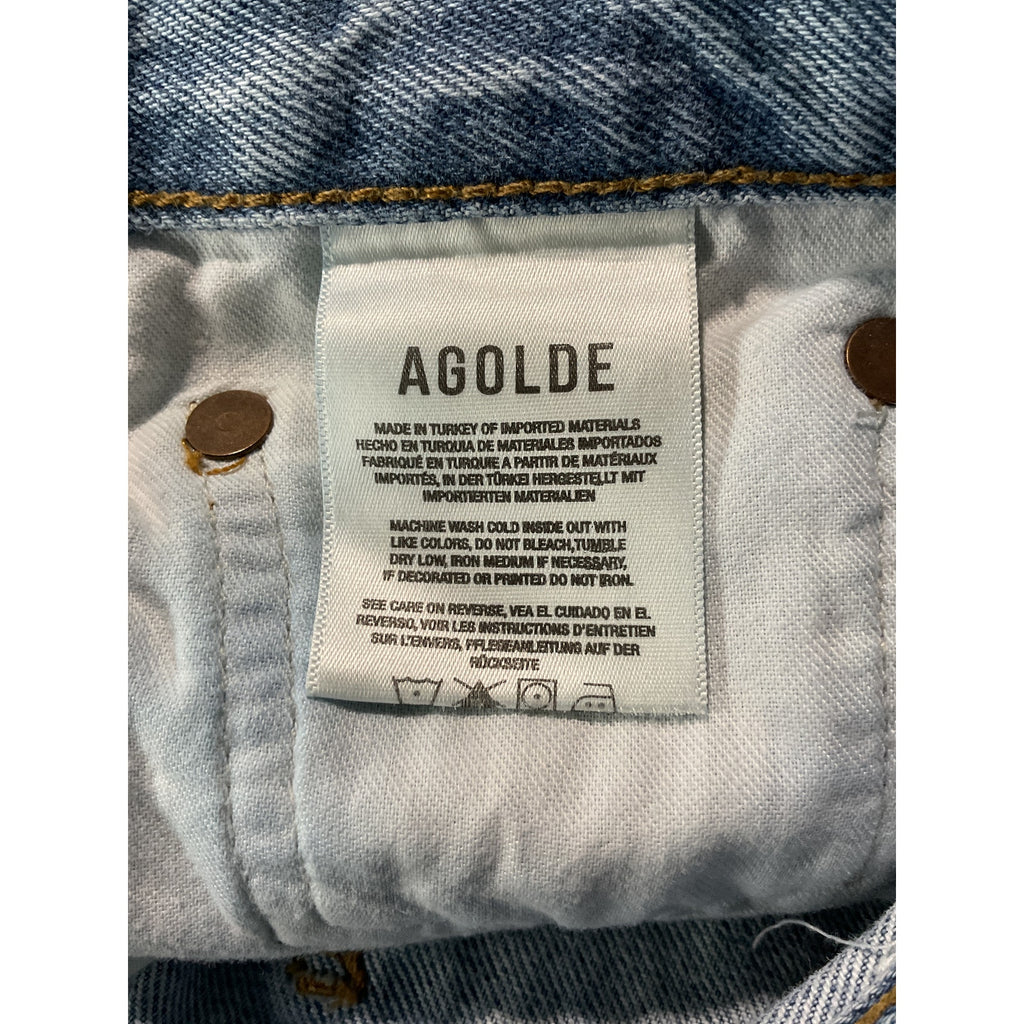 AGOLDE
MADE IN TURKEY OF IMPORTED MATERIALS
HECHO EN TURQUIA DE MATERIALES IMPORTADOS
FABRIQUÉ EN TURQUIE A PARTIR DE MATÉRIAUX
IMPORTÉS, IN DER TÜRKEI HERGESTELLT MIT
IMPORTIERTEN MATERIALIEN
MACHINE WASH COLD INSIDE OUT WITH
LIKE COLORS, DO NOT BLEACH,TUMBLE
DRY LOW, IRON MEDIUM IF NECESSARY,
IF DECORATED OR PRINTED DO NOT IRON.
SEE CARE ON REVERSE, VEA EL CUIDADO EN EL
REVERSO, VOIR LES INSTRUCTIONS D'ENTRETIEN
SUR L'ENVERS, PFLEGEANLEITUNG AUF DER
RÜCKSEITE